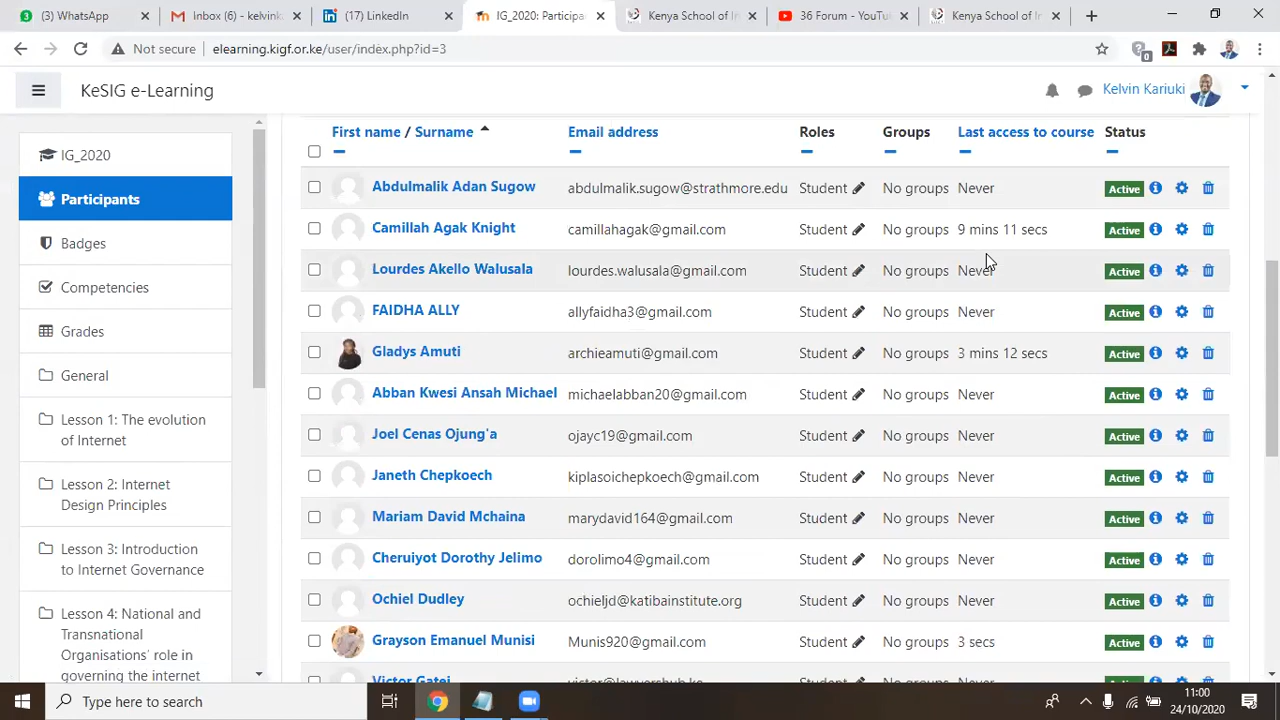 WhatsApp
Inbox (6) - kelvink
(17) LinkedIn
IG_2020: Participa
Kenya School of I
36 Forum - YouTu
Kenya School of I
Not secure
elearning.kigf.or.ke/user/index.php?id=3
0
KeSIG e-Learning
Kelvin Kariuki
IG_2020
Participants
Badges
Competencies
Grades
General
Lesson 1: The evolution
of Internet
Lesson 2: Internet
Design Principles
Lesson 3: Introduction
to Internet Governance
Lesson 4: National and
Transnational
Organisations' role in
governing the internet
First name / Surname Email address Roles Groups Last access to course Status
Abdulmalik Adan Sugow abdulmalik.sugow@strathmore.edu Student No groups Never Active
Camillah Agak Knight camillahagak@gmail.com Student No groups 9 mins 11 secs Active
Lourdes Akello Walusala lourdes.walusala@gmail.com Student No groups Never Active
FAIDHA ALLY allyfaidha3@gmail.com Student No groups Never Active
Gladys Amuti archieamuti@gmail.com Student No groups 3 mins 12 secs Active
Abban Kwesi Ansah Michael michaelabban20@gmail.com Student No groups Never Active
Joel Cenas Ojung'a ojayc19@gmail.com Student No groups Never Active
Janeth Chepkoech kiplasoichepkoech@gmail.com Student No groups Never Active
Mariam David Mchaina marydavid164@gmail.com Student No groups Never Active
Cheruiyot Dorothy Jelimo dorolimo4@gmail.com Student No groups Never Active
Ochiel Dudley ochieljd@katibainstitute.org Student No groups Never Active
Grayson Emanuel Munisi Munis920@gmail.com Student No groups 3 secs Active
Victor Gatei victor@lawyershub.ke Student No groups Never Active
Type here to search
11:00
24/10/2020